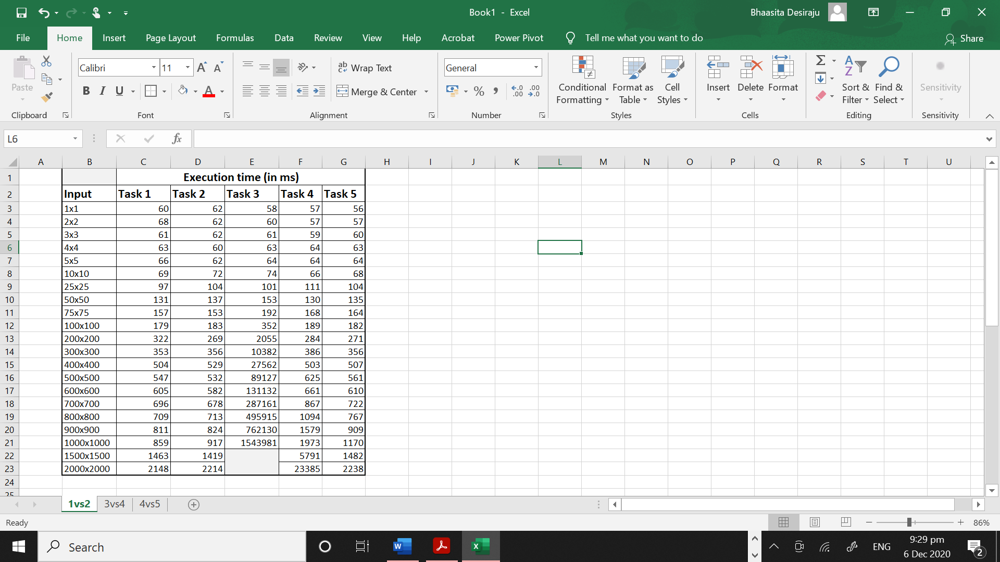 Book1 - Excel
Bhaasita Desiraju
File Home Insert Page Layout Formulas Data Review View Help Acrobat Power Pivot Tell me what you want to do Share
Calibri 11 ab Wrap Text General
Paste B I U A Merge & Center % , Conditional Formatting Format as Table Cell Styles Insert Delete Format Sort & Filter Find & Select Sensitivity
Clipboard Font Alignment Number Styles Cells Editing Sensitivity
L6 fx
A B C D E F G H I J K L M N O P Q R S T U
1 Execution time (in ms)
2 Input Task 1 Task 2 Task 3 Task 4 Task 5
3 1x1 60 62 58 57 56
4 2x2 68 62 60 57 57
5 3x3 61 62 61 59 60
6 4x4 63 60 63 64 63
7 5x5 66 62 64 64 64
8 10x10 69 72 74 66 68
9 25x25 97 104 101 111 104
10 50x50 131 137 153 130 135
11 75x75 157 153 192 168 164
12 100x100 179 183 352 189 182
13 200x200 322 269 2055 284 271
14 300x300 353 356 10382 386 356
15 400x400 504 529 27562 503 507
16 500x500 547 532 89127 625 561
17 600x600 605 582 131132 661 610
18 700x700 696 678 287161 867 722
19 800x800 709 713 495915 1094 767
20 900x900 811 824 762130 1579 909
21 1000x1000 859 917 1543981 1973 1170
22 1500x1500 1463 1419 5791 1482
23 2000x2000 2148 2214 23385 2238
24
25
1vs2 3vs4 4vs5
Ready 86%
Search ENG 9:29 pm
6 Dec 2020 2